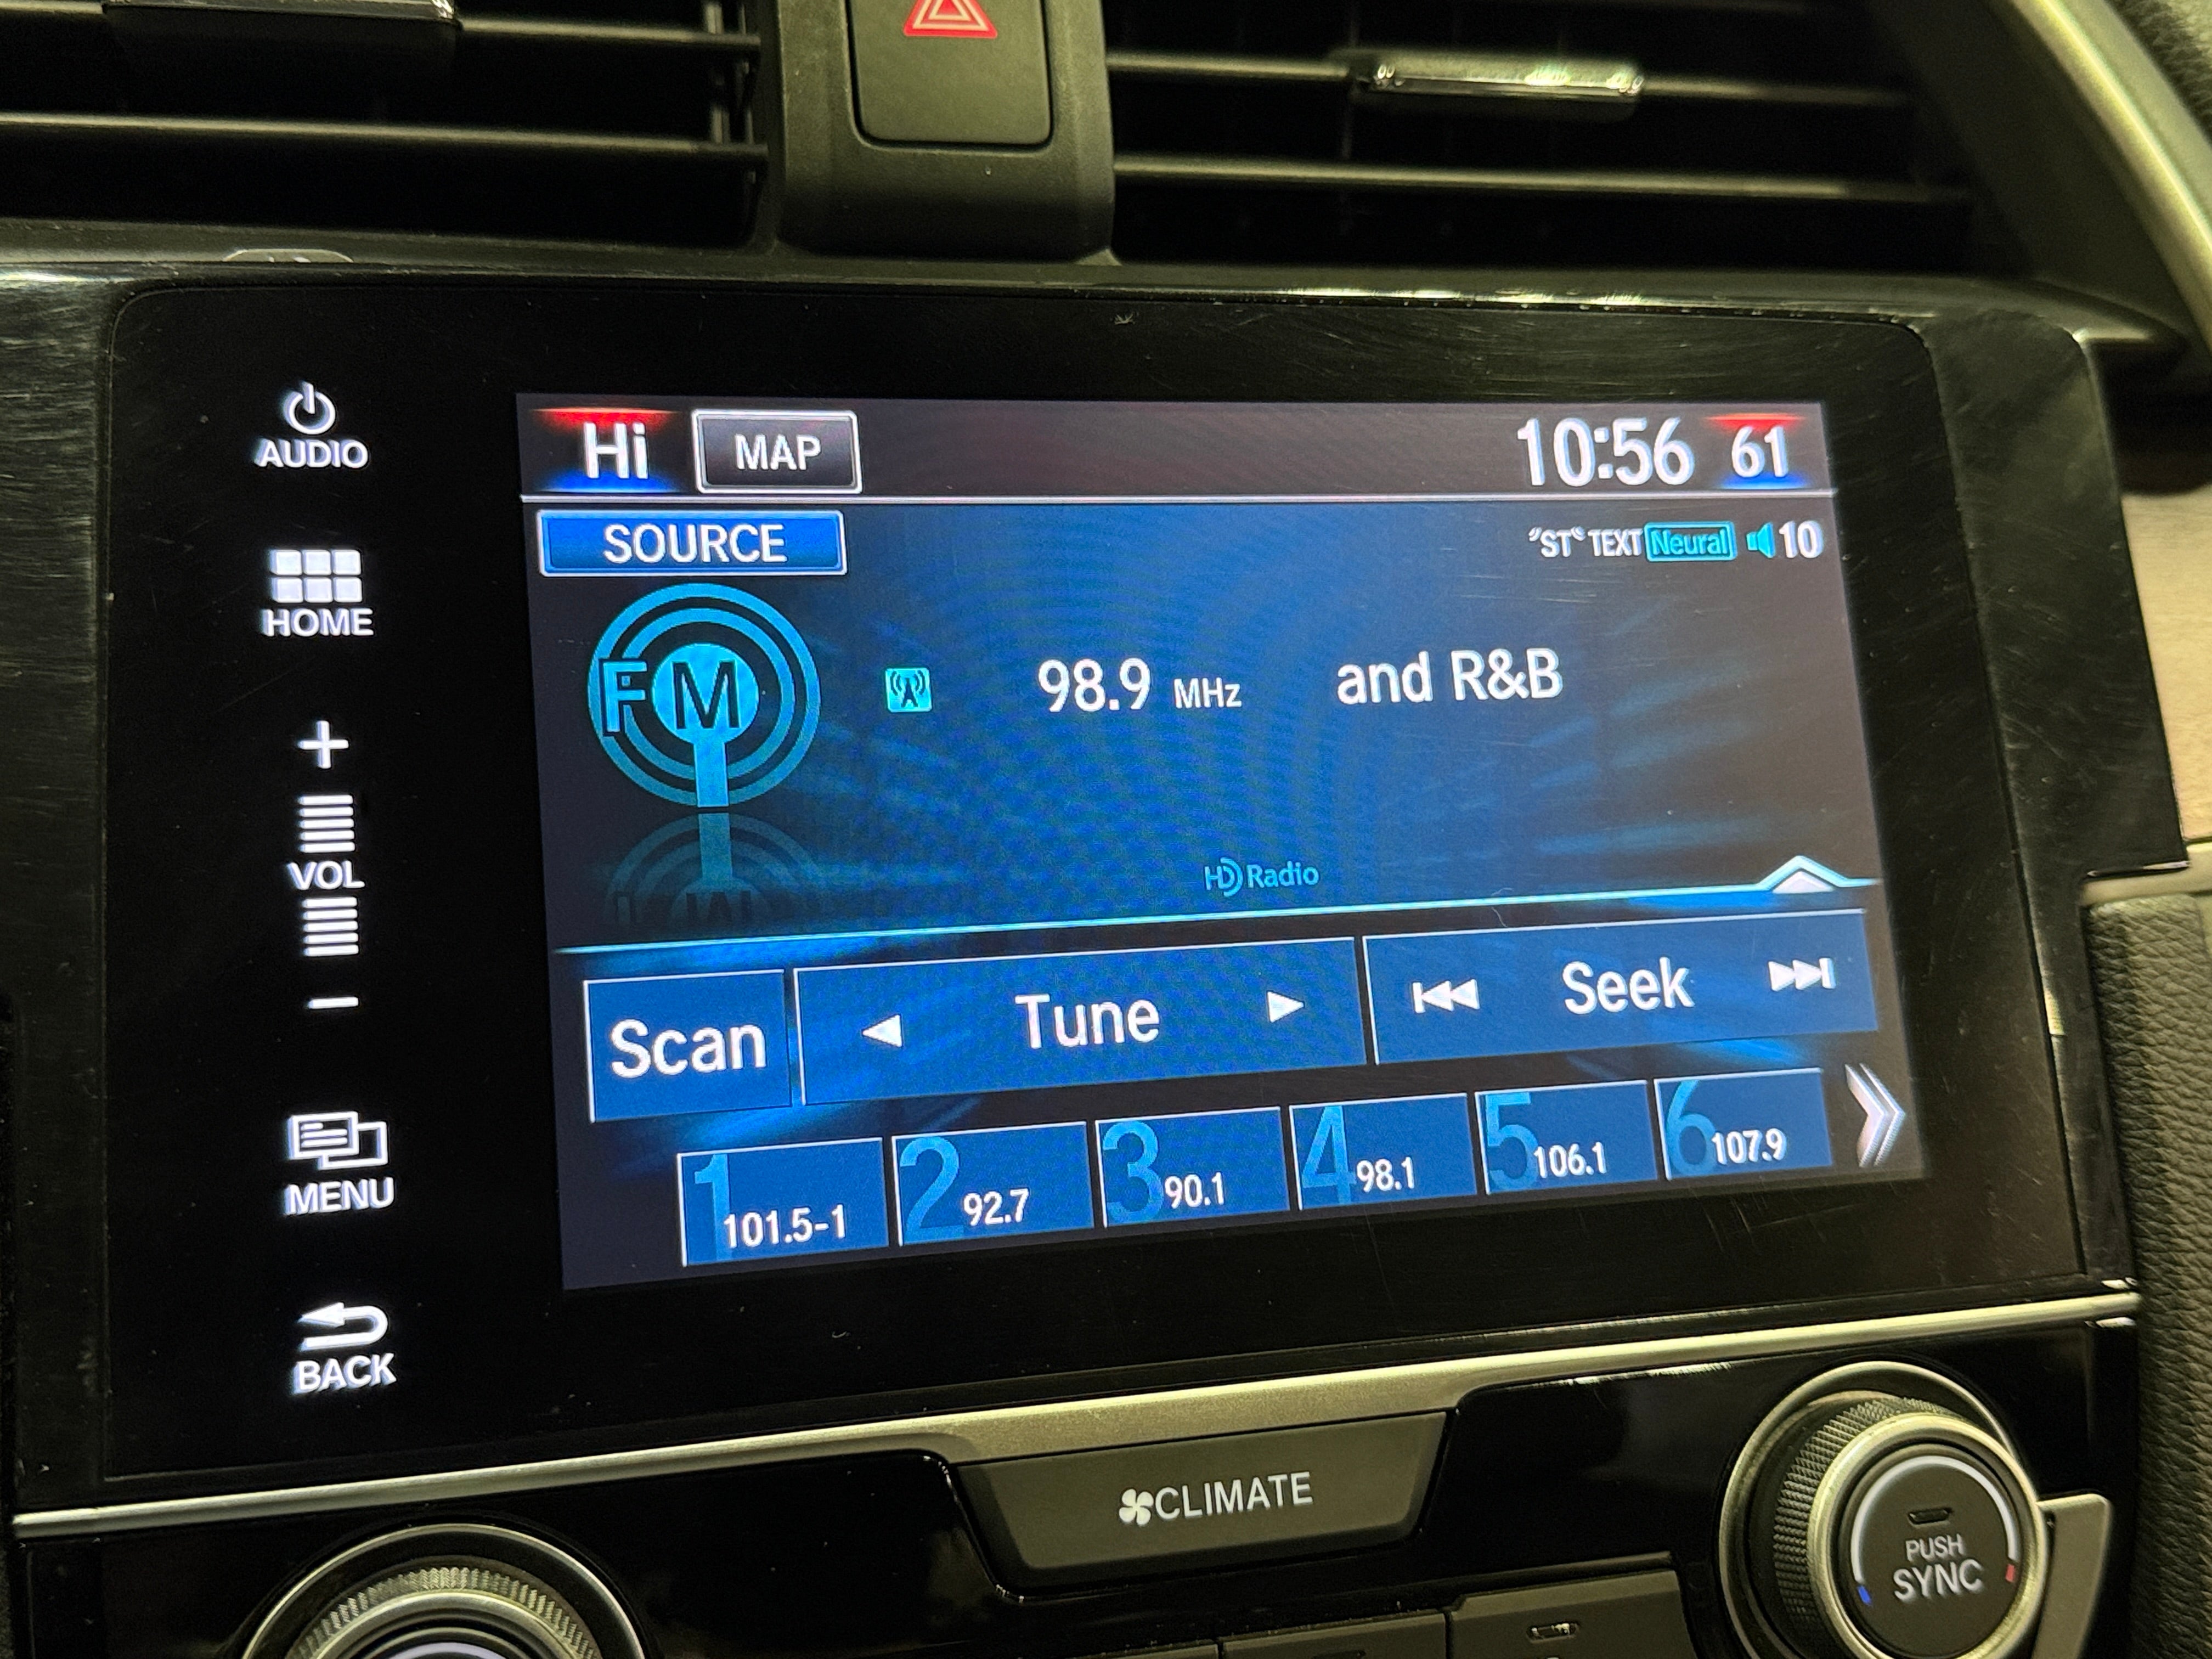 AUDIO
HOME
+
VOL
−
MENU
BACK
Hi MAP 10:56 61
SOURCE "ST" TEXT Neural 10
FM 98.9 MHz and R&B
HD Radio
Scan Tune Seek
1 101.5-1 2 92.7 3 90.1 4 98.1 5 106.1 6 107.9
CLIMATE
PUSH
SYNC